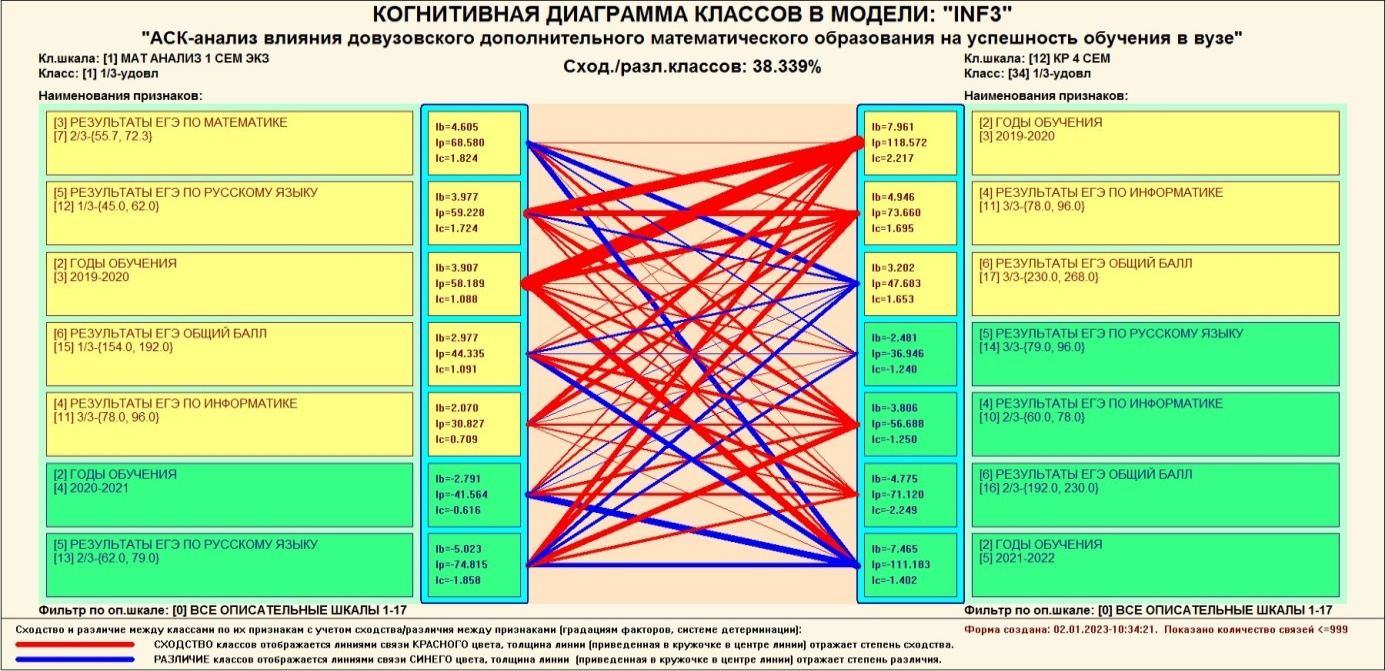 КОГНИТИВНАЯ ДИАГРАММА КЛАССОВ В МОДЕЛИ: "INF3"
"АСК-анализ влияния довузовского дополнительного математического образования на успешность обучения в вузе"
Кл.шкала: [1] МАТ АНАЛИЗ 1 СЕМ ЭКЗ
Класс: [1] 1/3-удовл
Сход./разл.классов: 38.339%
Кл.шкала: [12] КР 4 СЕМ
Класс: [34] 1/3-удовл
Наименования признаков:
[3] РЕЗУЛЬТАТЫ ЕГЭ ПО МАТЕМАТИКЕ
[7] 2/3-{55.7, 72.3}
[5] РЕЗУЛЬТАТЫ ЕГЭ ПО РУССКОМУ ЯЗЫКУ
[12] 1/3-{45.0, 62.0}
[2] ГОДЫ ОБУЧЕНИЯ
[3] 2019-2020
[6] РЕЗУЛЬТАТЫ ЕГЭ ОБЩИЙ БАЛЛ
[15] 1/3-{154.0, 192.0}
[4] РЕЗУЛЬТАТЫ ЕГЭ ПО ИНФОРМАТИКЕ
[11] 3/3-{78.0, 96.0}
[2] ГОДЫ ОБУЧЕНИЯ
[4] 2020-2021
[5] РЕЗУЛЬТАТЫ ЕГЭ ПО РУССКОМУ ЯЗЫКУ
[13] 2/3-{62.0, 79.0}
Ib=4.605
Ip=68.580
Ic=1.824
Ib=3.977
Ip=59.228
Ic=1.724
Ib=3.907
Ip=58.189
Ic=1.088
Ib=2.977
Ip=44.335
Ic=1.091
Ib=2.070
Ip=30.827
Ic=0.709
Ib=-2.791
Ip=-41.564
Ic=-0.616
Ib=-5.023
Ip=-74.815
Ic=-1.858
Ib=7.961
Ip=118.572
Ic=2.217
Ib=4.946
Ip=73.660
Ic=1.695
Ib=3.202
Ip=47.683
Ic=1.653
Ib=-2.481
Ip=-36.946
Ic=-1.240
Ib=-3.806
Ip=-56.688
Ic=-1.250
Ib=-4.775
Ip=-71.120
Ic=-2.249
Ib=-7.465
Ip=-111.183
Ic=-1.402
Наименования признаков:
[2] ГОДЫ ОБУЧЕНИЯ
[3] 2019-2020
[4] РЕЗУЛЬТАТЫ ЕГЭ ПО ИНФОРМАТИКЕ
[11] 3/3-{78.0, 96.0}
[6] РЕЗУЛЬТАТЫ ЕГЭ ОБЩИЙ БАЛЛ
[17] 3/3-{230.0, 268.0}
[5] РЕЗУЛЬТАТЫ ЕГЭ ПО РУССКОМУ ЯЗЫКУ
[14] 3/3-{79.0, 96.0}
[4] РЕЗУЛЬТАТЫ ЕГЭ ПО ИНФОРМАТИКЕ
[10] 2/3-{60.0, 78.0}
[6] РЕЗУЛЬТАТЫ ЕГЭ ОБЩИЙ БАЛЛ
[16] 2/3-{192.0, 230.0}
[2] ГОДЫ ОБУЧЕНИЯ
[5] 2021-2022
Фильтр по оп.шкале: [0] ВСЕ ОПИСАТЕЛЬНЫЕ ШКАЛЫ 1-17
Фильтр по оп.шкале: [0] ВСЕ ОПИСАТЕЛЬНЫЕ ШКАЛЫ 1-17
Сходство и различие между классами по их признакам с учетом сходства/различия между признаками (градациям факторов, системе детерминации):
Форма создана: 02.01.2023-10:34:21. Показано количество связей <=999
СХОДСТВО классов отображается линиями связи КРАСНОГО цвета, толщина линии (приведенная в кружочке в центре линии) отражает степень сходства.
РАЗЛИЧИЕ классов отображается линиями связи СИНЕГО цвета, толщина линии (приведенная в кружочке в центре линии) отражает степень различия.